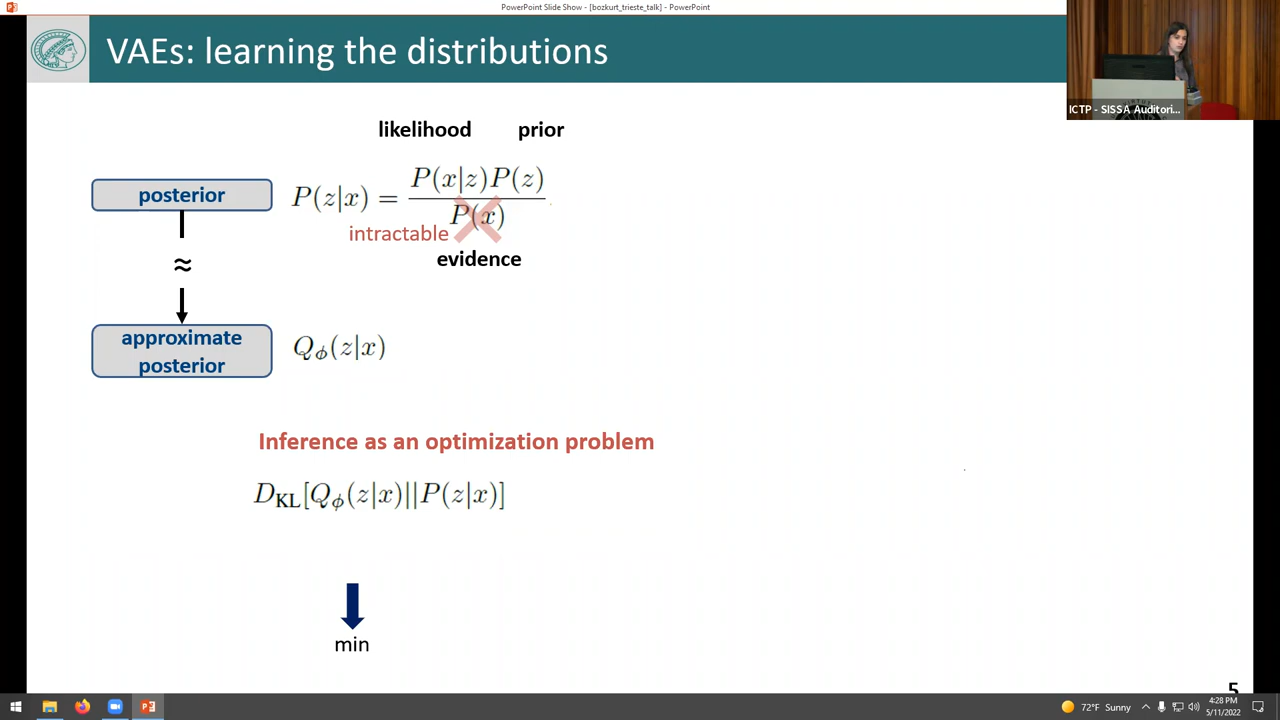 PowerPoint Slide Show - [bozkurt_trieste_talk] - PowerPoint
VAEs: learning the distributions
ICTP - SISSA Auditori...
likelihood prior
posterior P(z|x) = P(x|z)P(z) / P(x)
intractable
evidence
≈
approximate
posterior
Q_ϕ(z|x)
Inference as an optimization problem
D_KL[Q_ϕ(z|x)||P(z|x)]
min
5
72°F Sunny
4:28 PM
5/11/2022